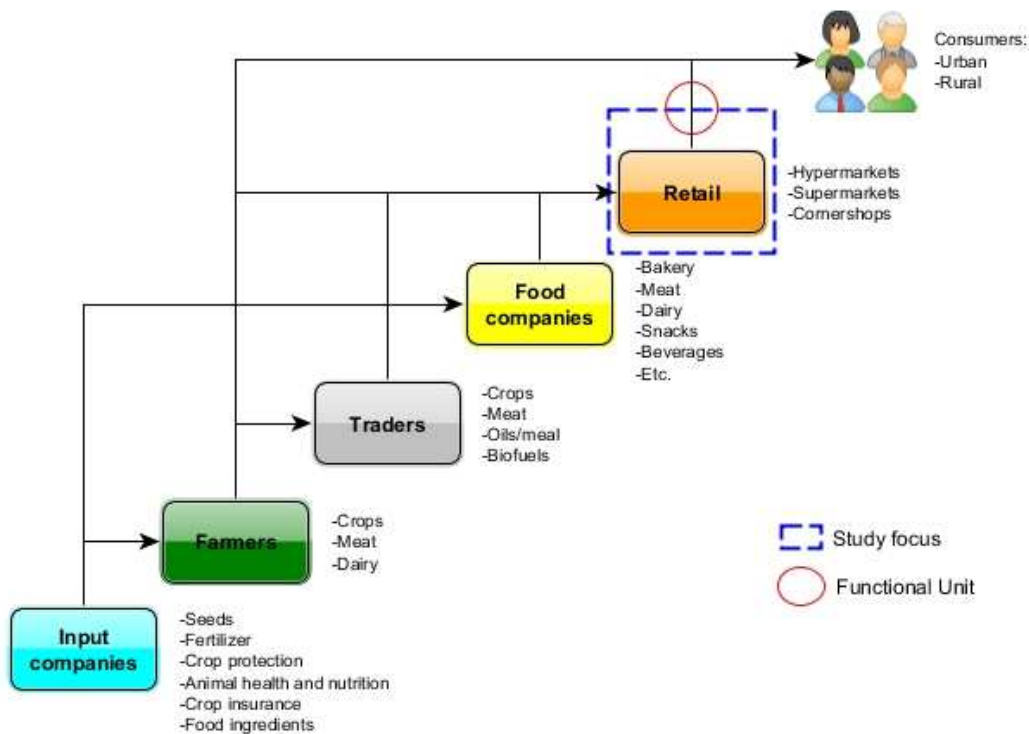 Consumers:
-Urban
-Rural
Retail
-Hypermarkets
-Supermarkets
-Cornershops
Food
companies
-Bakery
-Meat
-Dairy
-Snacks
-Beverages
-Etc.
Traders
-Crops
-Meat
-Oils/meal
-Biofuels
Farmers
-Crops
-Meat
-Dairy
Study focus
Functional Unit
Input
companies
-Seeds
-Fertilizer
-Crop protection
-Animal health and nutrition
-Crop insurance
-Food ingredients